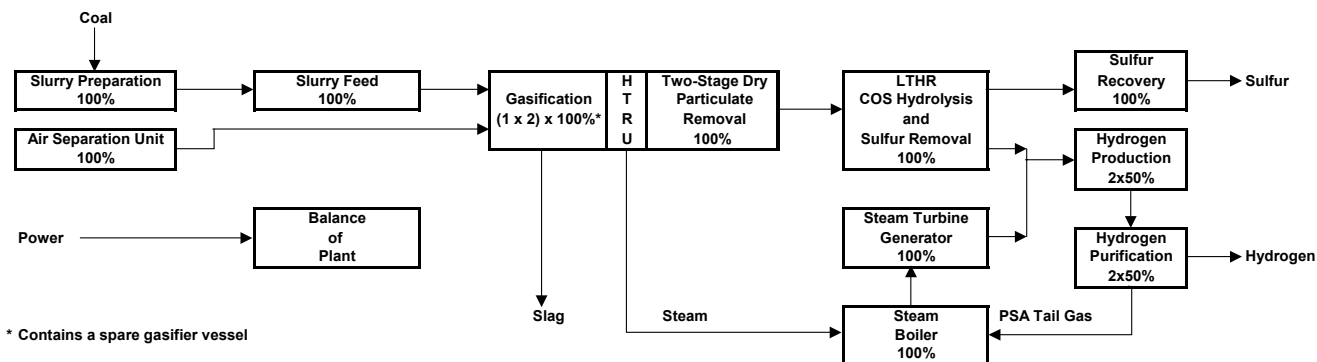 Coal
Slurry Preparation
100%
Slurry Feed
100%
Air Separation Unit
100%
Gasification
(1 x 2) x 100%*
H
T
R
U
Two-Stage Dry
Particulate
Removal
100%
LTHR
COS Hydrolysis
and
Sulfur Removal
100%
Sulfur
Recovery
100%
Sulfur
Hydrogen
Production
2x50%
Power
Balance
of
Plant
Steam Turbine
Generator
100%
Hydrogen
Purification
2x50%
Hydrogen
Slag
Steam
Steam
Boiler
100%
PSA Tail Gas
* Contains a spare gasifier vessel